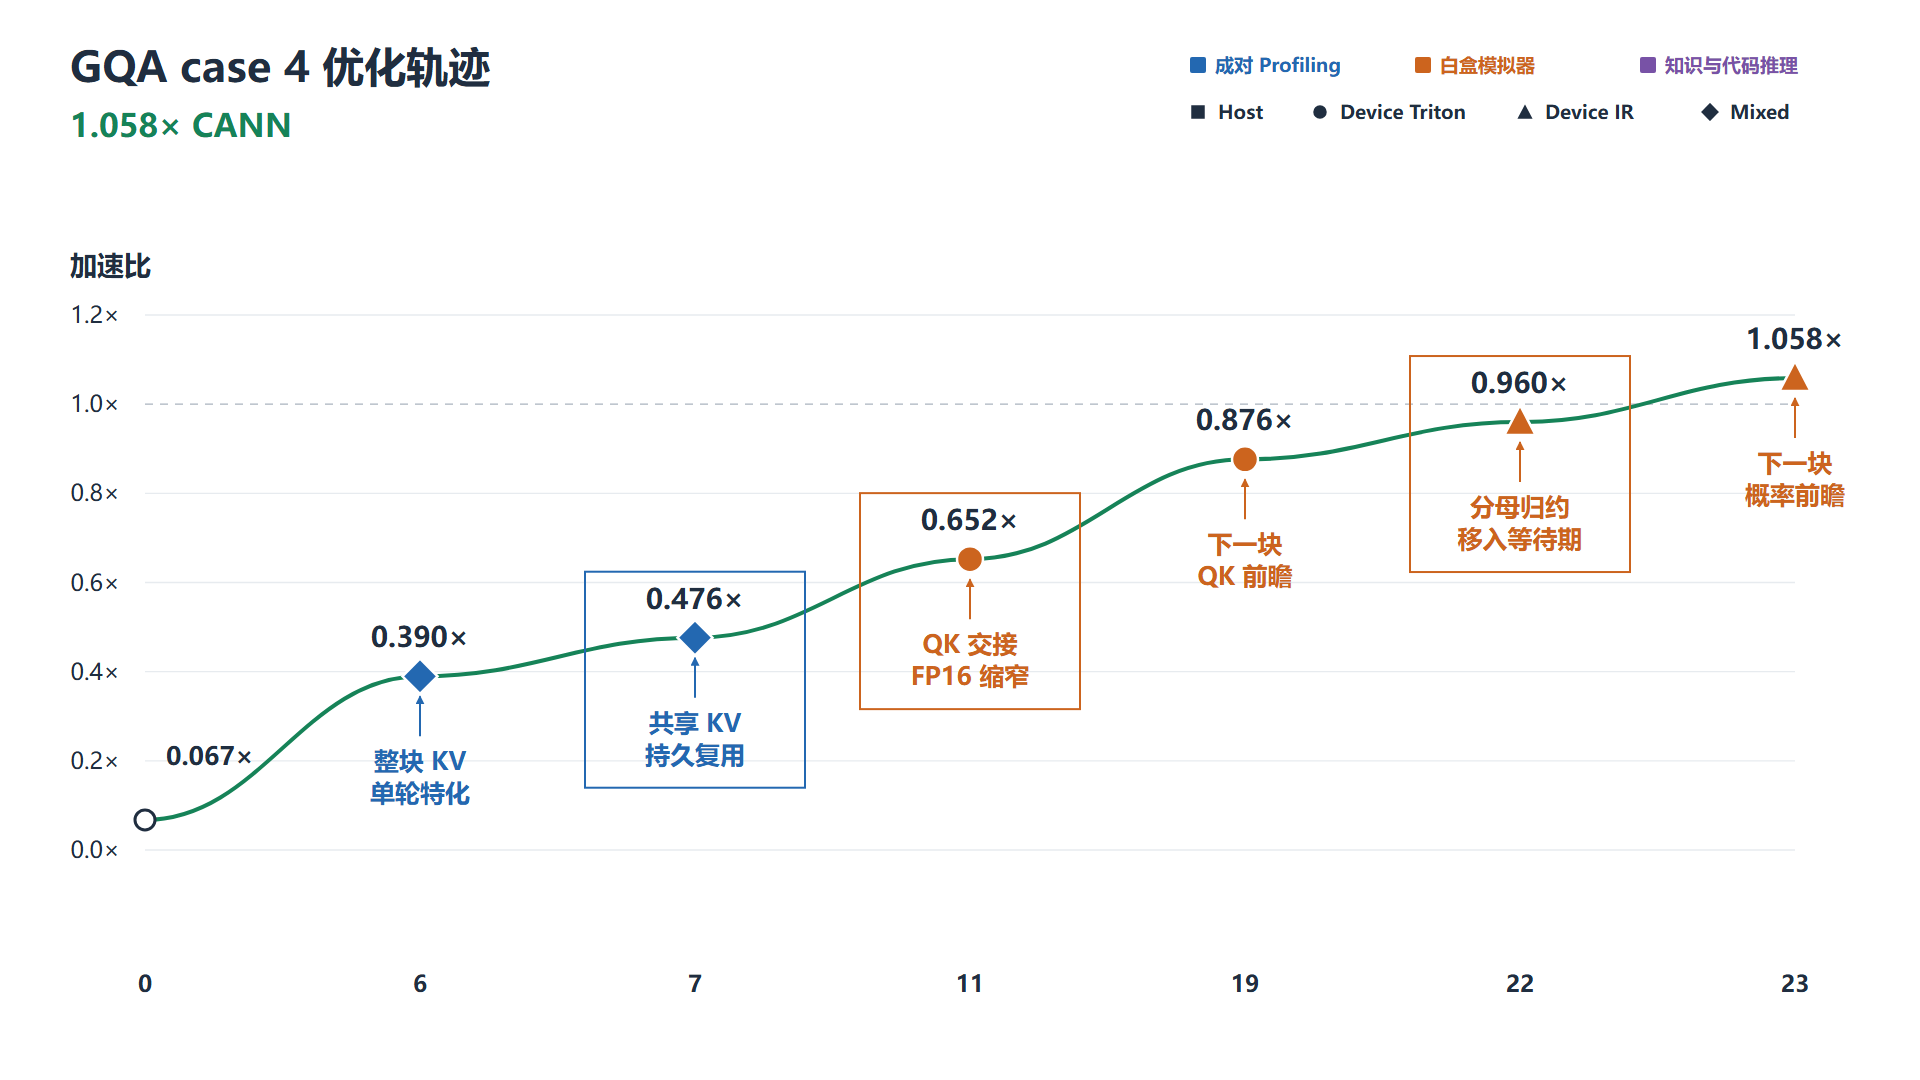 GQA case 4 优化轨迹
1.058× CANN
成对 Profiling
白盒模拟器
知识与代码推理
Host
Device Triton
Device IR
Mixed
加速比
1.2×
1.0×
0.8×
0.6×
0.4×
0.2×
0.0×
0.067×
0.390×
整块 KV
单轮特化
0.476×
共享 KV
持久复用
0.652×
QK 交接
FP16 缩窄
0.876×
下一块
QK 前瞻
0.960×
分母归约
移入等待期
1.058×
下一块
概率前瞻
0
6
7
11
19
22
23